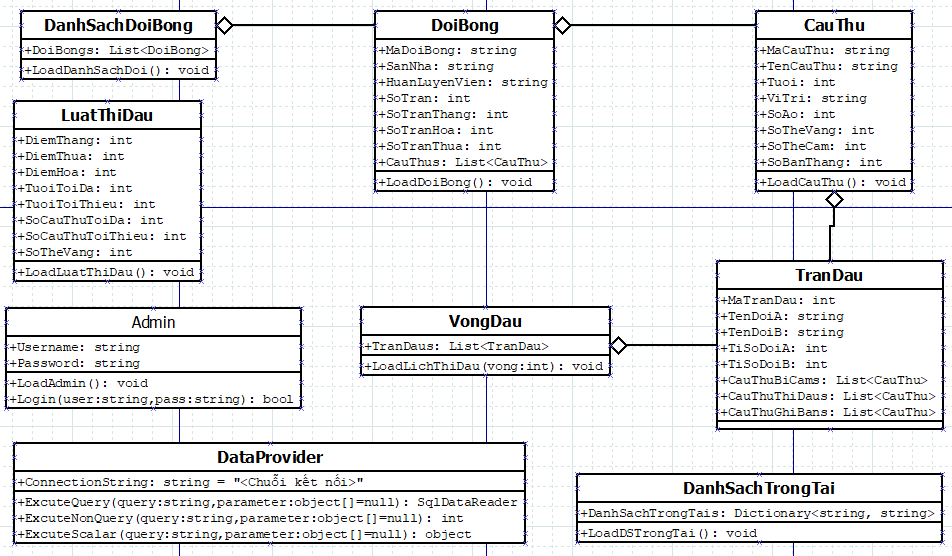 DanhSachDoiBong
+DoiBongs: List<DoiBong>
+LoadDanhSachDoi(): void
DoiBong
+MaDoiBong: string
+SanNha: string
+HuanLuyenVien: string
+SoTran: int
+SoTranThang: int
+SoTranHoa: int
+SoTranThua: int
+CauThus: List<CauThu>
+LoadDoiBong(): void
CauThu
+MaCauThu: string
+TenCauThu: string
+Tuoi: int
+ViTri: string
+SoAo: int
+SoTheVang: int
+SoTheCam: int
+SoBanThang: int
+LoadCauThu(): void
LuatThiDau
+DiemThang: int
+DiemThua: int
+DiemHoa: int
+TuoiToiDa: int
+TuoiToiThieu: int
+SoCauThuToiDa: int
+SoCauThuToiThieu: int
+SoTheVang: int
+LoadLuatThiDau(): void
TranDau
+MaTranDau: int
+TenDoiA: string
+TenDoiB: string
+TiSoDoiA: int
+TiSoDoiB: int
+CauThuBiCams: List<CauThu>
+CauThuThiDaus: List<CauThu>
+CauThuGhiBans: List<CauThu>
Admin
+Username: string
+Password: string
+LoadAdmin(): void
+Login(user:string,pass:string): bool
VongDau
+TranDaus: List<TranDau>
+LoadLichThiDau(vong:int): void
DataProvider
+ConnectionString: string = "<Chuỗi kết nối>"
+ExcuteQuery(query:string,parameter:object[]=null): SqlDataReader
+ExcuteNonQuery(query:string,parameter:object[]=null): int
+ExcuteScalar(query:string,parameter:object[]=null): object
DanhSachTrongTai
+DanhSachTrongTais: Dictionary<string, string>
+LoadDSTrongTai(): void